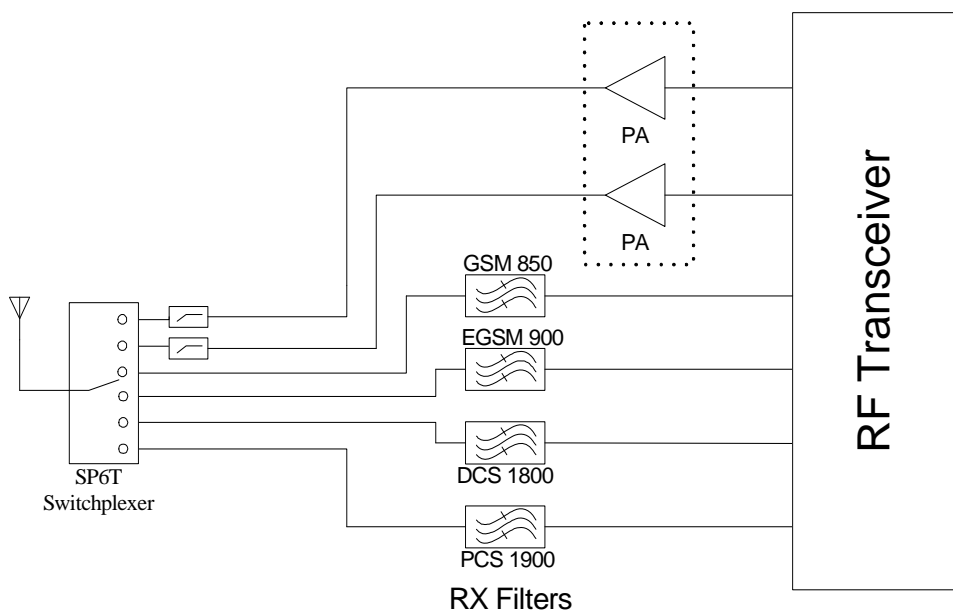 PA
PA
RF Transceiver
GSM 850
EGSM 900
DCS 1800
PCS 1900
SP6T
Switchplexer
RX Filters